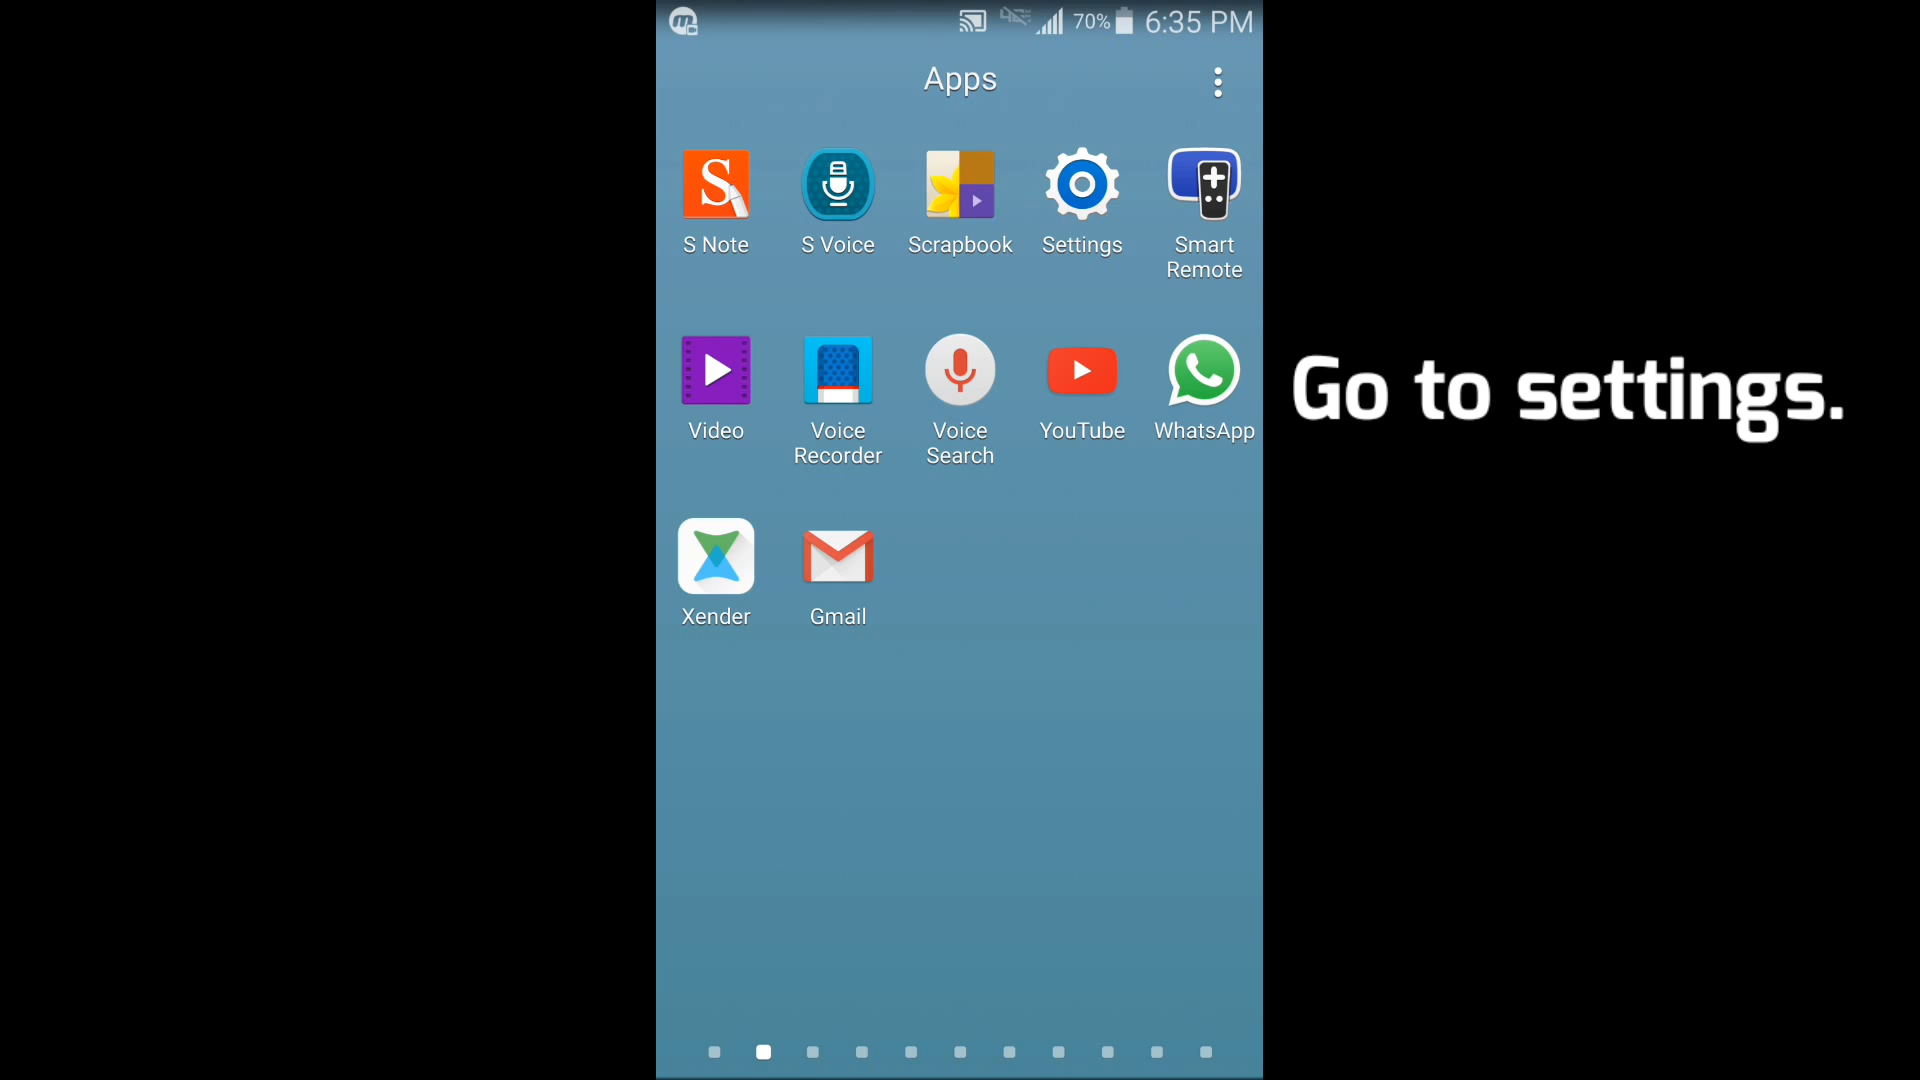 70% 6:35 PM
Apps
S Note
S Voice
Scrapbook
Settings
Smart
Remote
Video
Voice
Recorder
Voice
Search
YouTube
WhatsApp
Xender
Gmail
Go to settings.